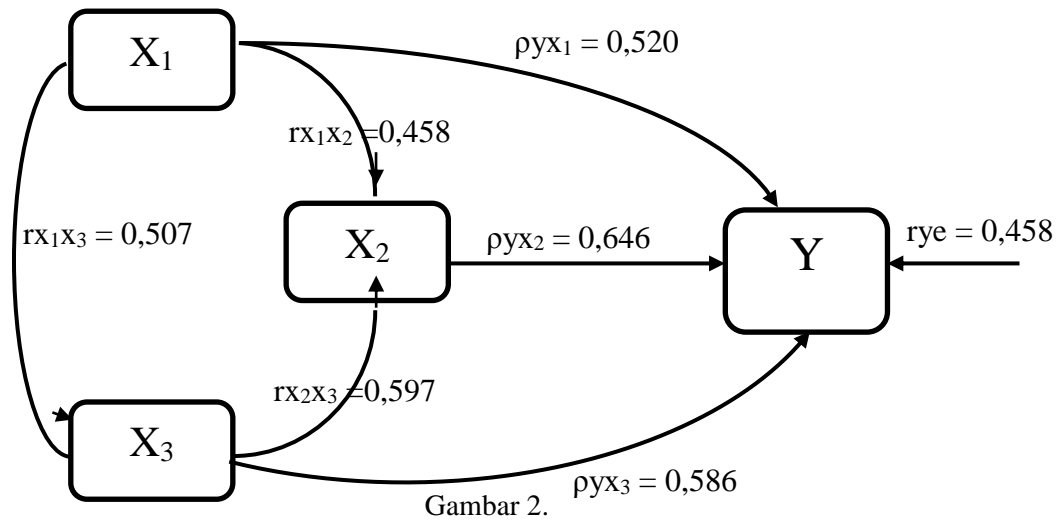 X₁
ρyx₁ = 0,520
rx₁x₂ =0,458
rx₁x₃ = 0,507
X₂
ρyx₂ = 0,646
Y
rye = 0,458
rx₂x₃ =0,597
X₃
ρyx₃ = 0,586
Gambar 2.